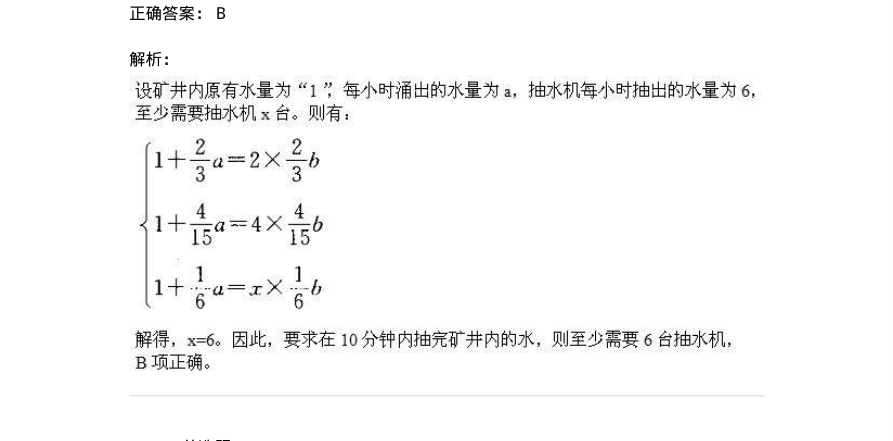 正确答案: B
解析:
设矿井内原有水量为“1”, 每小时涌出的水量为 a, 抽水机每小时抽出的水量为 6,
至少需要抽水机 x 台。则有:
1+2/3a=2×2/3b
1+4/15a=4×4/15b
1+1/6a=x×1/6b
解得, x=6。因此, 要求在 10 分钟内抽完矿井内的水, 则至少需要 6 台抽水机,
B 项正确。